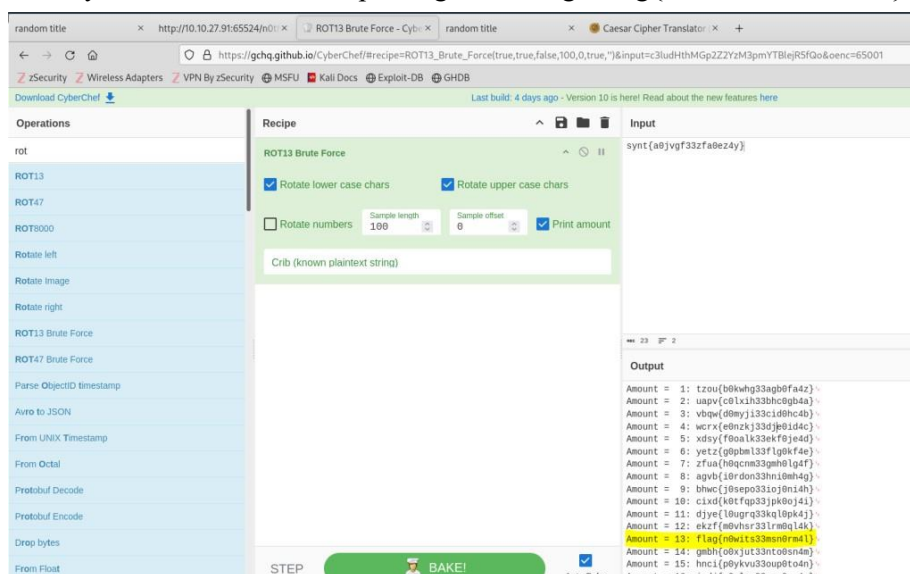 random title
http://10.10.27.91:65524/n0t
ROT13 Brute Force - Cybe
random title
Caesar Cipher Translator
https://gchq.github.io/CyberChef/#recipe=ROT13_Brute_Force(true,true,false,100,0,true,'')&input=c3ludHthMGp2Z2YzM3pmYTBlejR5fQo&oenc=65001
zSecurity Wireless Adapters VPN By zSecurity MSFU Kali Docs Exploit-DB GHDB
Download CyberChef
Last build: 4 days ago - Version 10 is here! Read about the new features here
Operations
rot
ROT13
ROT47
ROT8000
Rotate left
Rotate Image
Rotate right
ROT13 Brute Force
ROT47 Brute Force
Parse ObjectID timestamp
Avro to JSON
From UNIX Timestamp
From Octal
Protobuf Decode
Protobuf Encode
Drop bytes
From Float
Recipe
ROT13 Brute Force
Rotate lower case chars
Rotate upper case chars
Rotate numbers
Sample length
100
Sample offset
0
Print amount
Crib (known plaintext string)
STEP
BAKE!
Input
synt{a0jvgf33zfa0ez4y}
23 2
Output
Amount = 1: tzou{b0kwhg33agb0fa4z}
Amount = 2: uapv{c0lxih33bhc0gb4a}
Amount = 3: vbqw{d0myji33cid0hc4b}
Amount = 4: wcrx{e0nzkj33dje0id4c}
Amount = 5: xdsy{f0oalk33ekf0je4d}
Amount = 6: yetz{g0pbml33flg0kf4e}
Amount = 7: zfua{h0qcnm33gmh0lg4f}
Amount = 8: agvb{i0rdon33hni0mh4g}
Amount = 9: bhwc{j0sepo33ioj0ni4h}
Amount = 10: cixd{k0tfqp33jpk0oj4i}
Amount = 11: djye{l0ugrq33kql0pk4j}
Amount = 12: ekzf{m0vhsr33lrm0ql4k}
Amount = 13: flag{n0wits33msn0rm4l}
Amount = 14: gmbh{o0xjut33nto0sn4m}
Amount = 15: hnci{p0ykvu33oup0to4n}